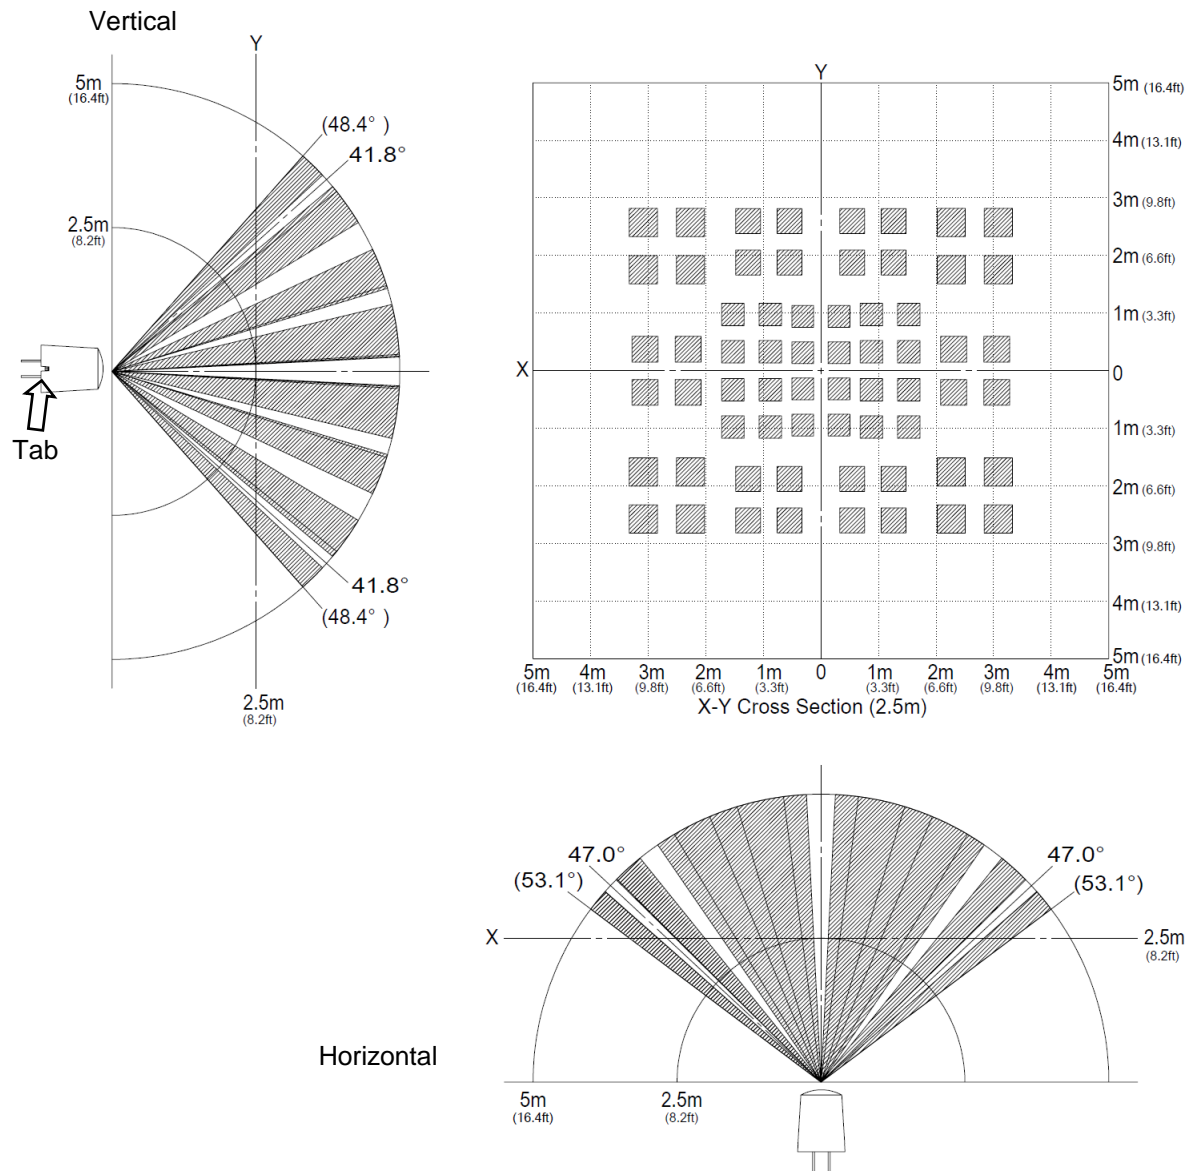 Vertical
Y
5m
(16.4ft)
(48.4° )
41.8°
2.5m
(8.2ft)
Tab
41.8°
(48.4° )
2.5m
(8.2ft)
Y
5m (16.4ft)
4m (13.1ft)
3m (9.8ft)
2m (6.6ft)
1m (3.3ft)
X
0
1m (3.3ft)
2m (6.6ft)
3m (9.8ft)
4m (13.1ft)
5m (16.4ft)
5m 4m 3m 2m 1m 0 1m 2m 3m 4m 5m
(16.4ft) (13.1ft) (9.8ft) (6.6ft) (3.3ft) (3.3ft) (6.6ft) (9.8ft) (13.1ft) (16.4ft)
X-Y Cross Section (2.5m)
47.0°
(53.1°)
47.0°
(53.1°)
X
2.5m
(8.2ft)
Horizontal
5m
(16.4ft)
2.5m
(8.2ft)